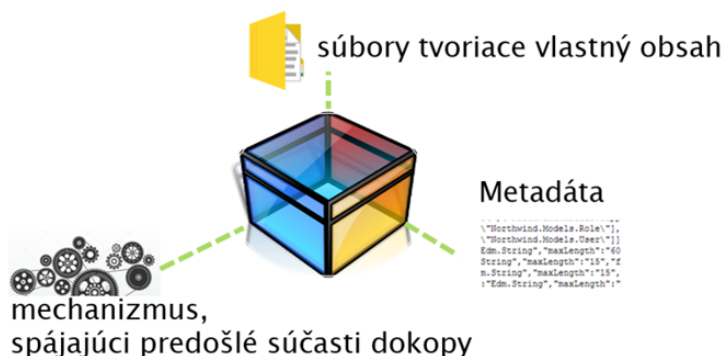 súbory tvoriace vlastný obsah
Metadáta
\"Northwind.Models.Role\"],
\"Northwind.Models.User\"]]
Edm.String","maxLength":"60
String","maxLength":"15","f
m.String","maxLength":"15",
:"Edm.String","maxLength":"
mechanizmus,
spájajúci predošlé súčasti dokopy